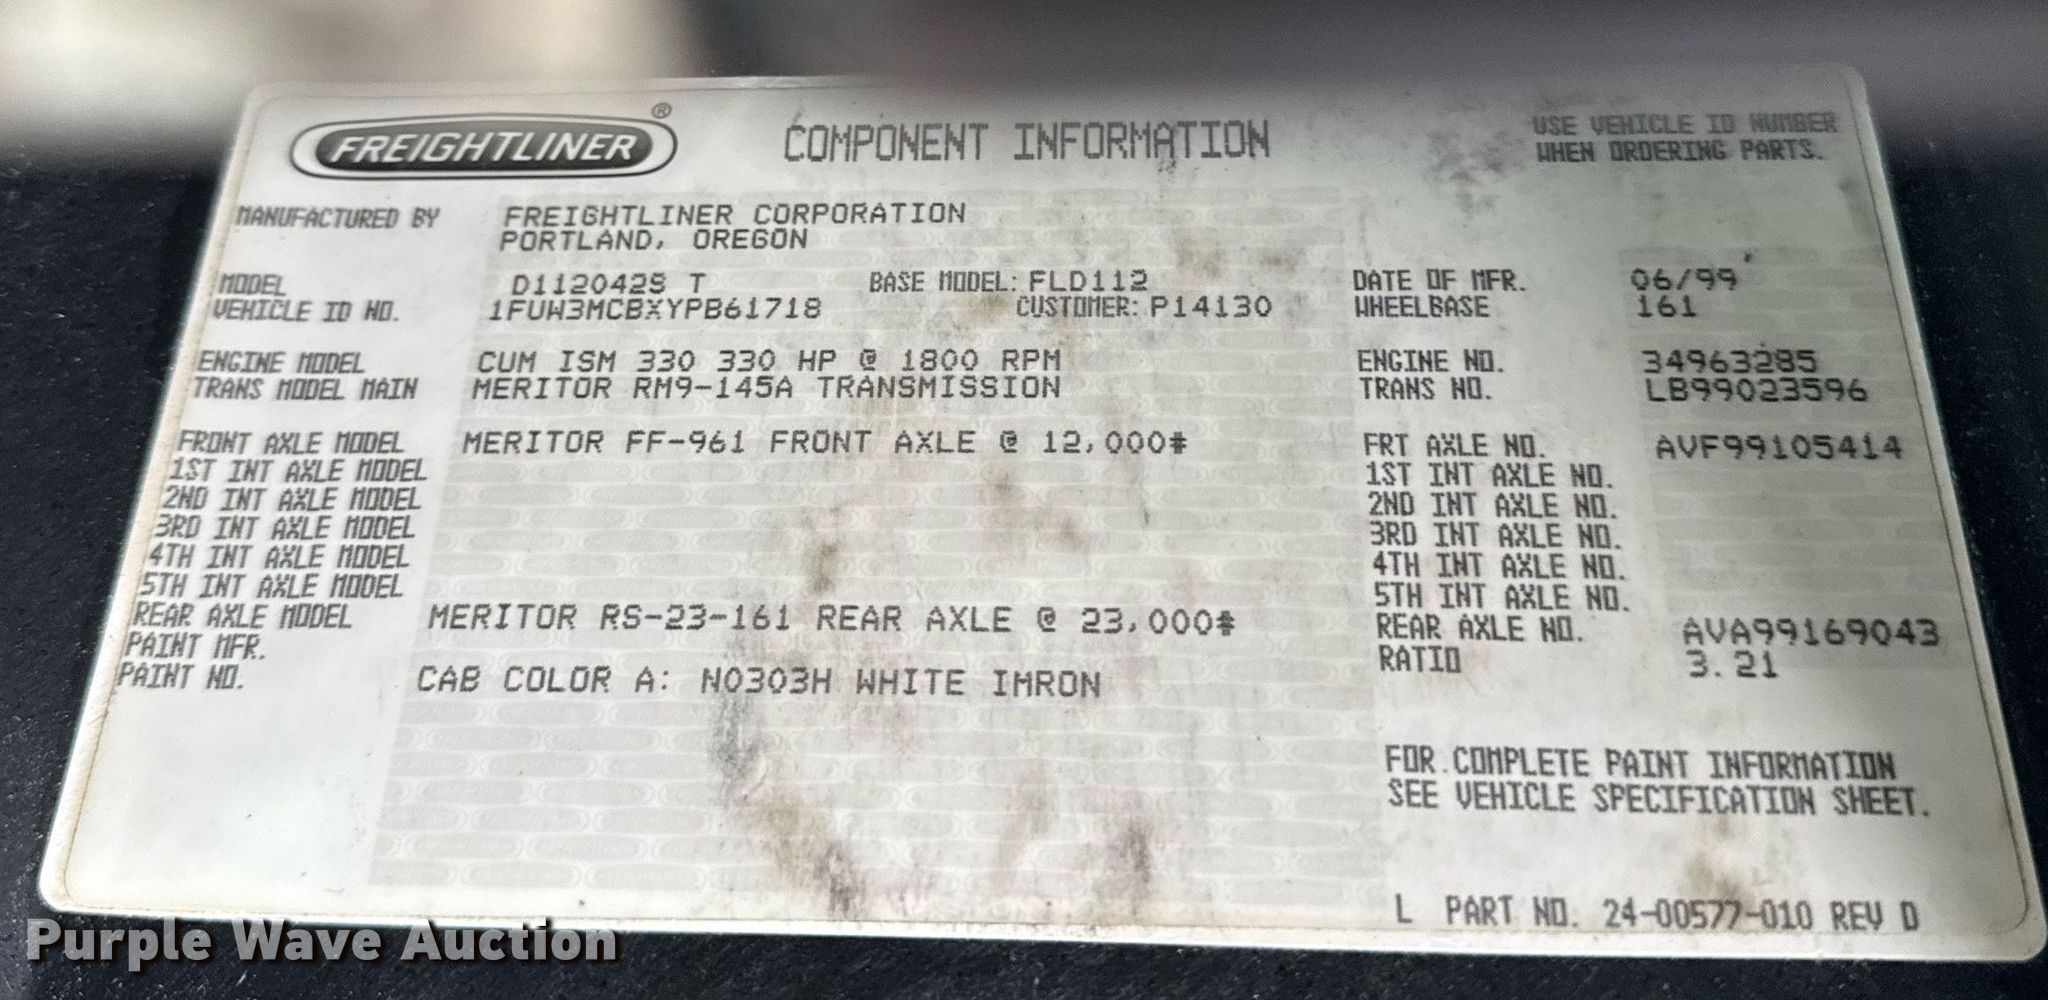 FREIGHTLINER®
COMPONENT INFORMATION
USE VEHICLE ID NUMBER
WHEN ORDERING PARTS.
MANUFACTURED BY FREIGHTLINER CORPORATION
PORTLAND, OREGON
MODEL D112042S T BASE MODEL: FLD112 DATE OF MFR. 06/99
VEHICLE ID NO. 1FUW3MCBXYPB61718 CUSTOMER: P14130 WHEELBASE 161
ENGINE MODEL CUM ISM 330 330 HP @ 1800 RPM ENGINE NO. 34963285
TRANS MODEL MAIN MERITOR RM9-145A TRANSMISSION TRANS NO. LB99023596
FRONT AXLE MODEL MERITOR FF-961 FRONT AXLE @ 12,000# FRT AXLE NO. AVF99105414
1ST INT AXLE MODEL 1ST INT AXLE NO.
2ND INT AXLE MODEL 2ND INT AXLE NO.
3RD INT AXLE MODEL 3RD INT AXLE NO.
4TH INT AXLE MODEL 4TH INT AXLE NO.
5TH INT AXLE MODEL 5TH INT AXLE NO.
REAR AXLE MODEL MERITOR RS-23-161 REAR AXLE @ 23,000# REAR AXLE NO. AVA99169043
PAINT MFR. RATIO 3.21
PAINT NO. CAB COLOR A: N0303H WHITE IMRON
FOR COMPLETE PAINT INFORMATION
SEE VEHICLE SPECIFICATION SHEET.
L PART NO. 24-00577-010 REV D
Purple Wave Auction